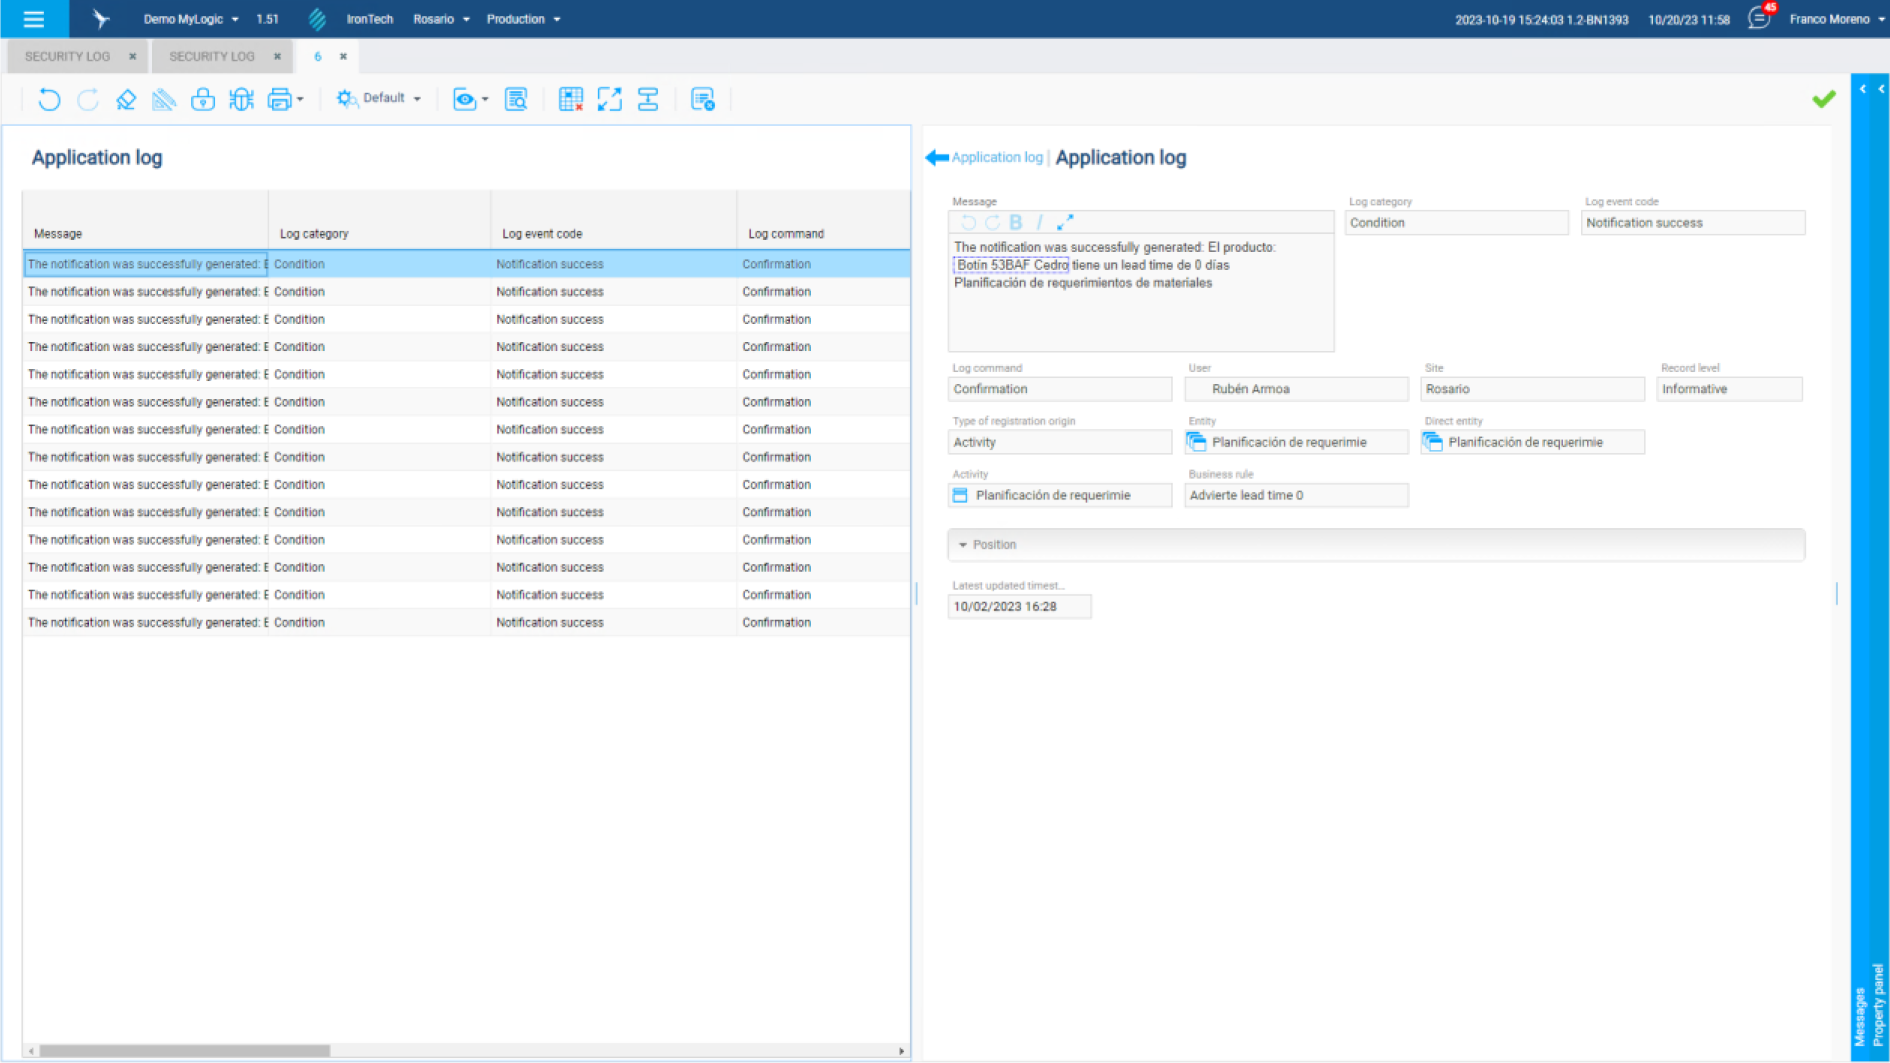 Demo MyLogic 1.51 IronTech Rosario Production 2023-10-19 15:24:03 1.2-BN1393 10/20/23 11:58 45 Franco Moreno
SECURITY LOG SECURITY LOG 6
Default
Application log
Message Log category Log event code Log command
The notification was successfully generated: E Condition Notification success Confirmation
The notification was successfully generated: E Condition Notification success Confirmation
The notification was successfully generated: E Condition Notification success Confirmation
The notification was successfully generated: E Condition Notification success Confirmation
The notification was successfully generated: E Condition Notification success Confirmation
The notification was successfully generated: E Condition Notification success Confirmation
The notification was successfully generated: E Condition Notification success Confirmation
The notification was successfully generated: E Condition Notification success Confirmation
The notification was successfully generated: E Condition Notification success Confirmation
The notification was successfully generated: E Condition Notification success Confirmation
The notification was successfully generated: E Condition Notification success Confirmation
The notification was successfully generated: E Condition Notification success Confirmation
The notification was successfully generated: E Condition Notification success Confirmation
The notification was successfully generated: E Condition Notification success Confirmation
Application log | Application log
Message Log category Log event code
B I Condition Notification success
The notification was successfully generated: El producto:
Botín 53BAF Cedro tiene un lead time de 0 días
Planificación de requerimientos de materiales
Log command User Site Record level
Confirmation Rubén Armoa Rosario Informative
Type of registration origin Entity Direct entity
Activity Planificación de requerimie Planificación de requerimie
Activity Business rule
Planificación de requerimie Advierte lead time 0
Position
Latest updated timest...
10/02/2023 16:28
Messages
Property panel